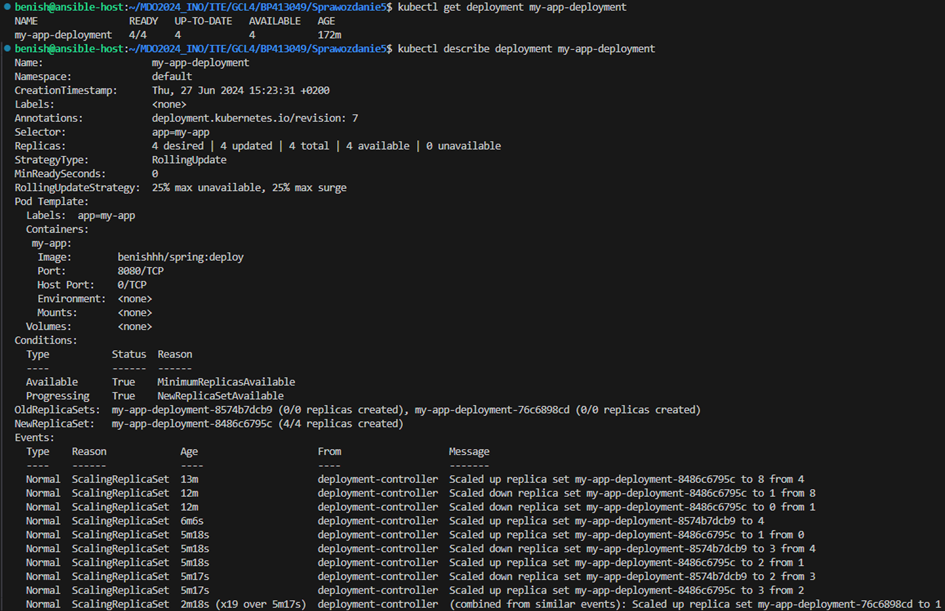 benish@ansible-host:~/MDO2024_INO/ITE/GCL4/BP413049/Sprawozdanie5$ kubectl get deployment my-app-deployment
NAME                READY   UP-TO-DATE   AVAILABLE   AGE
my-app-deployment   4/4     4            4           172m
benish@ansible-host:~/MDO2024_INO/ITE/GCL4/BP413049/Sprawozdanie5$ kubectl describe deployment my-app-deployment
Name:                   my-app-deployment
Namespace:              default
CreationTimestamp:      Thu, 27 Jun 2024 15:23:31 +0200
Labels:                 <none>
Annotations:            deployment.kubernetes.io/revision: 7
Selector:               app=my-app
Replicas:               4 desired | 4 updated | 4 total | 4 available | 0 unavailable
StrategyType:           RollingUpdate
MinReadySeconds:        0
RollingUpdateStrategy:  25% max unavailable, 25% max surge
Pod Template:
  Labels:  app=my-app
  Containers:
   my-app:
    Image:        benishhh/spring:deploy
    Port:         8080/TCP
    Host Port:    0/TCP
    Environment:  <none>
    Mounts:       <none>
  Volumes:        <none>
Conditions:
  Type           Status  Reason
  ----           ------  ------
  Available      True    MinimumReplicasAvailable
  Progressing    True    NewReplicaSetAvailable
OldReplicaSets:  my-app-deployment-8574b7dcb9 (0/0 replicas created), my-app-deployment-76c6898cd (0/0 replicas created)
NewReplicaSet:   my-app-deployment-8486c6795c (4/4 replicas created)
Events:
  Type    Reason             Age                    From                   Message
  ----    ------             ----                   ----                   -------
  Normal  ScalingReplicaSet  13m                    deployment-controller  Scaled up replica set my-app-deployment-8486c6795c to 8 from 4
  Normal  ScalingReplicaSet  12m                    deployment-controller  Scaled down replica set my-app-deployment-8486c6795c to 1 from 8
  Normal  ScalingReplicaSet  12m                    deployment-controller  Scaled down replica set my-app-deployment-8486c6795c to 0 from 1
  Normal  ScalingReplicaSet  6m6s                   deployment-controller  Scaled up replica set my-app-deployment-8574b7dcb9 to 4
  Normal  ScalingReplicaSet  5m18s                  deployment-controller  Scaled up replica set my-app-deployment-8486c6795c to 1 from 0
  Normal  ScalingReplicaSet  5m18s                  deployment-controller  Scaled down replica set my-app-deployment-8574b7dcb9 to 3 from 4
  Normal  ScalingReplicaSet  5m18s                  deployment-controller  Scaled up replica set my-app-deployment-8486c6795c to 2 from 1
  Normal  ScalingReplicaSet  5m17s                  deployment-controller  Scaled down replica set my-app-deployment-8574b7dcb9 to 2 from 3
  Normal  ScalingReplicaSet  5m17s                  deployment-controller  Scaled up replica set my-app-deployment-8486c6795c to 3 from 2
  Normal  ScalingReplicaSet  2m18s (x19 over 5m17s)  deployment-controller  (combined from similar events): Scaled up replica set my-app-deployment-76c6898cd to 1